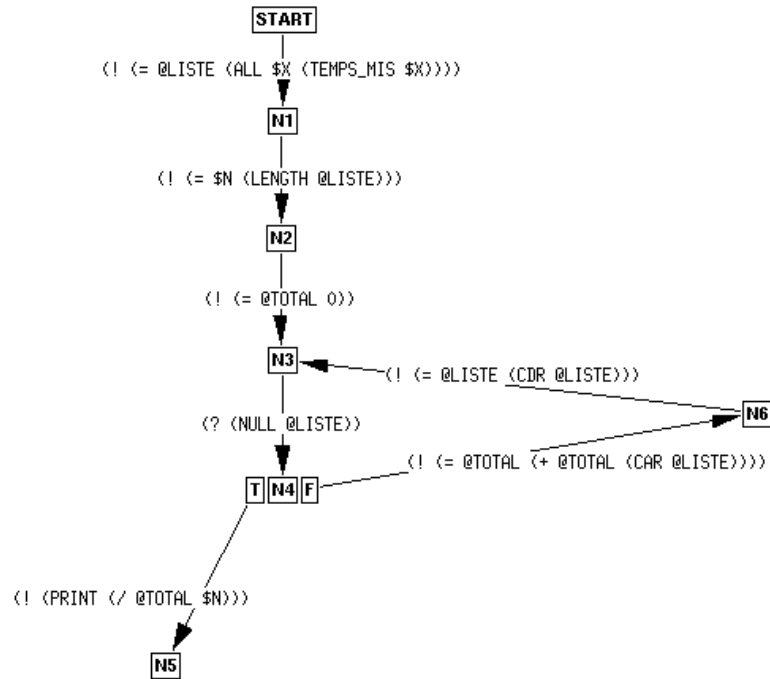 START
(! (= @LISTE (ALL $X (TEMPS_MIS $X))))
N1
(! (= $N (LENGTH @LISTE)))
N2
(! (= @TOTAL 0))
N3
(! (= @LISTE (CDR @LISTE)))
N6
(? (NULL @LISTE))
(! (= @TOTAL (+ @TOTAL (CAR @LISTE))))
T N4 F
(! (PRINT (/ @TOTAL $N)))
N5